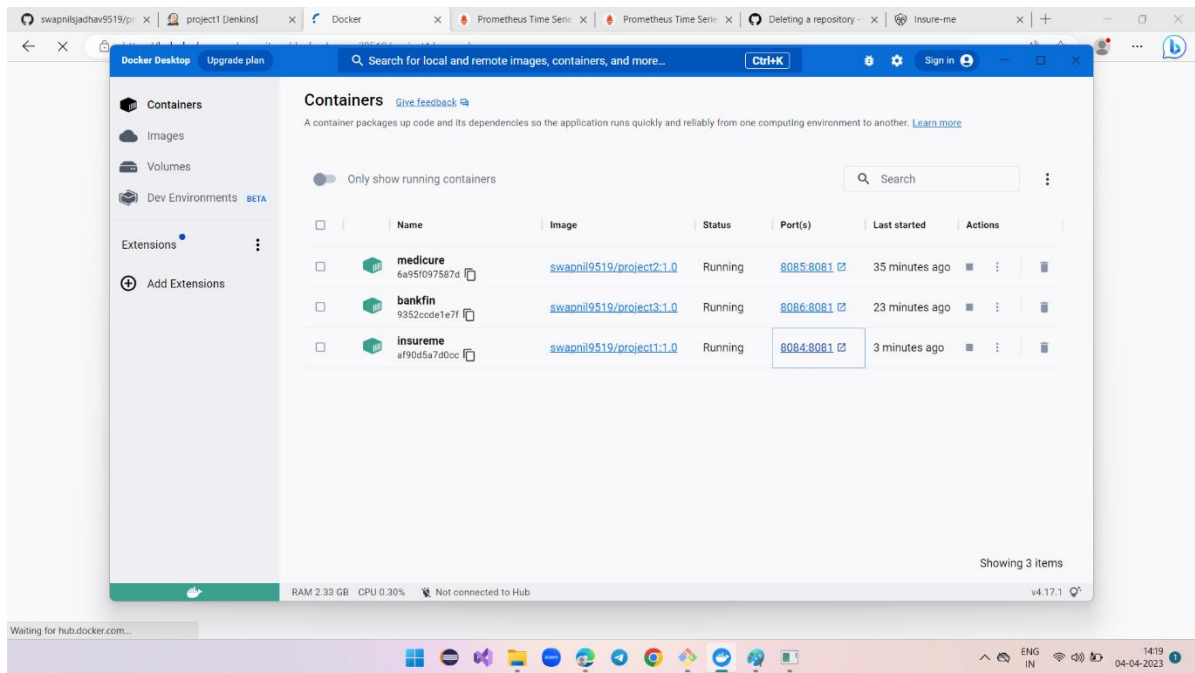 swapnilsjadhav9519/pr
project1 [Jenkins]
Docker
Prometheus Time Serie
Prometheus Time Serie
Deleting a repository -
Insure-me
Docker Desktop
Upgrade plan
Search for local and remote images, containers, and more...
Ctrl+K
Sign in
Containers
Images
Volumes
Dev Environments BETA
Extensions
Add Extensions
Containers Give feedback
A container packages up code and its dependencies so the application runs quickly and reliably from one computing environment to another. Learn more
Only show running containers
Search
Name Image Status Port(s) Last started Actions
medicure
6a95f097587d
swapnil9519/project2:1.0 Running 8085:8081 35 minutes ago
bankfin
9352ccde1e7f
swapnil9519/project3:1.0 Running 8086:8081 23 minutes ago
insureme
af90d5a7d0cc
swapnil9519/project1:1.0 Running 8084:8081 3 minutes ago
Showing 3 items
RAM 2.33 GB CPU 0.30% Not connected to Hub
v4.17.1
Waiting for hub.docker.com...
zoom
ENG
IN
14:19
04-04-2023
1